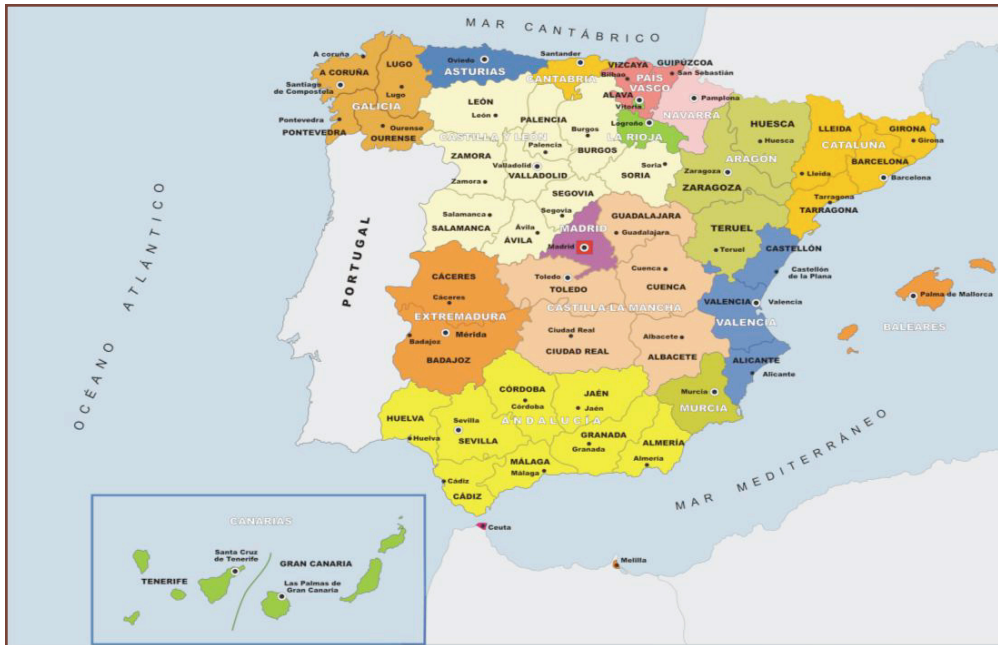 MAR CANTÁBRICO
A coruña
A CORUÑA
LUGO
Oviedo
ASTURIAS
Santander
CANTABRIA
VIZCAYA
Bilbao
GUIPÚZCOA
San Sebastián
PAÍS
VASCO
ALAVA
Vitoria
Pamplona
NAVARRA
Santiago
de Compostela
Lugo
GALICIA
Pontevedra
PONTEVEDRA
Ourense
OURENSE
LEÓN
León
PALENCIA
CASTILLA Y LEÓN
Burgos
BURGOS
Logroño
LA RIOJA
HUESCA
Huesca
LLEIDA
GIRONA
Girona
CATALUNA
BARCELONA
Barcelona
Lleida
Tarragona
TARRAGONA
ZAMORA
Zamora
Palencia
Valladolid
VALLADOLID
Soria
SORIA
ARAGÓN
Zaragoza
ZARAGOZA
SEGOVIA
Segovia
Salamanca
SALAMANCA
Ávila
ÁVILA
MADRID
Madrid
GUADALAJARA
Guadalajara
TERUEL
Teruel
CASTELLÓN
Castellón
de la Plana
OCÉANO ATLÁNTICO
PORTUGAL
CÁCERES
Cáceres
EXTREMADURA
Badajoz
Mérida
BADAJOZ
Toledo
TOLEDO
Cuenca
CUENCA
CASTILLA LA MANCHA
Ciudad Real
CIUDAD REAL
Albacete
ALBACETE
VALENCIA
Valencia
VALENCIA
ALICANTE
Alicante
Palma de Mallorca
BALEARES
Murcia
MURCIA
HUELVA
Huelva
Sevilla
SEVILLA
CÓRDOBA
Córdoba
JAÉN
Jaén
ANDALUCÍA
GRANADA
Granada
ALMERÍA
Almería
MÁLAGA
Málaga
Cádiz
CÁDIZ
MAR MEDITERRÁNEO
Ceuta
Melilla
CANARIAS
Santa Cruz
de Tenerife
TENERIFE
GRAN CANARIA
Las Palmas de
Gran Canaria